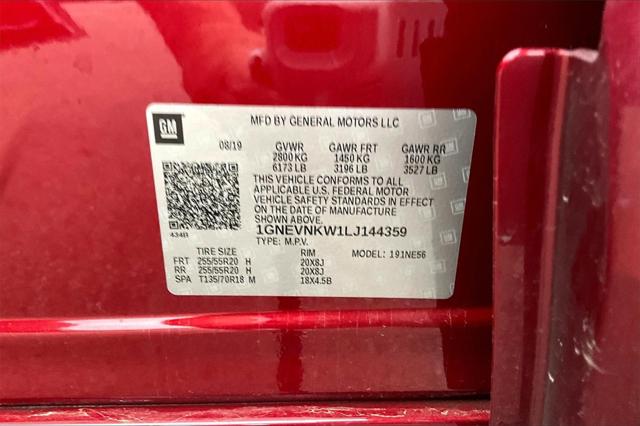 MFD BY GENERAL MOTORS LLC
GM
08/19 GVWR GAWR FRT GAWR RR
2800 KG 1450 KG 1600 KG
6173 LB 3196 LB 3527 LB
THIS VEHICLE CONFORMS TO ALL
APPLICABLE U.S. FEDERAL MOTOR
VEHICLE SAFETY STANDARDS IN EFFECT
ON THE DATE OF MANUFACTURE
SHOWN ABOVE.
434B 1GNEVNKW1LJ144359
TYPE: M.P.V. MODEL: 191NE56
TIRE SIZE RIM
FRT 255/55R20 H 20X8J
RR 255/55R20 H 20X8J
SPA T135/70R18 M 18X4.5B